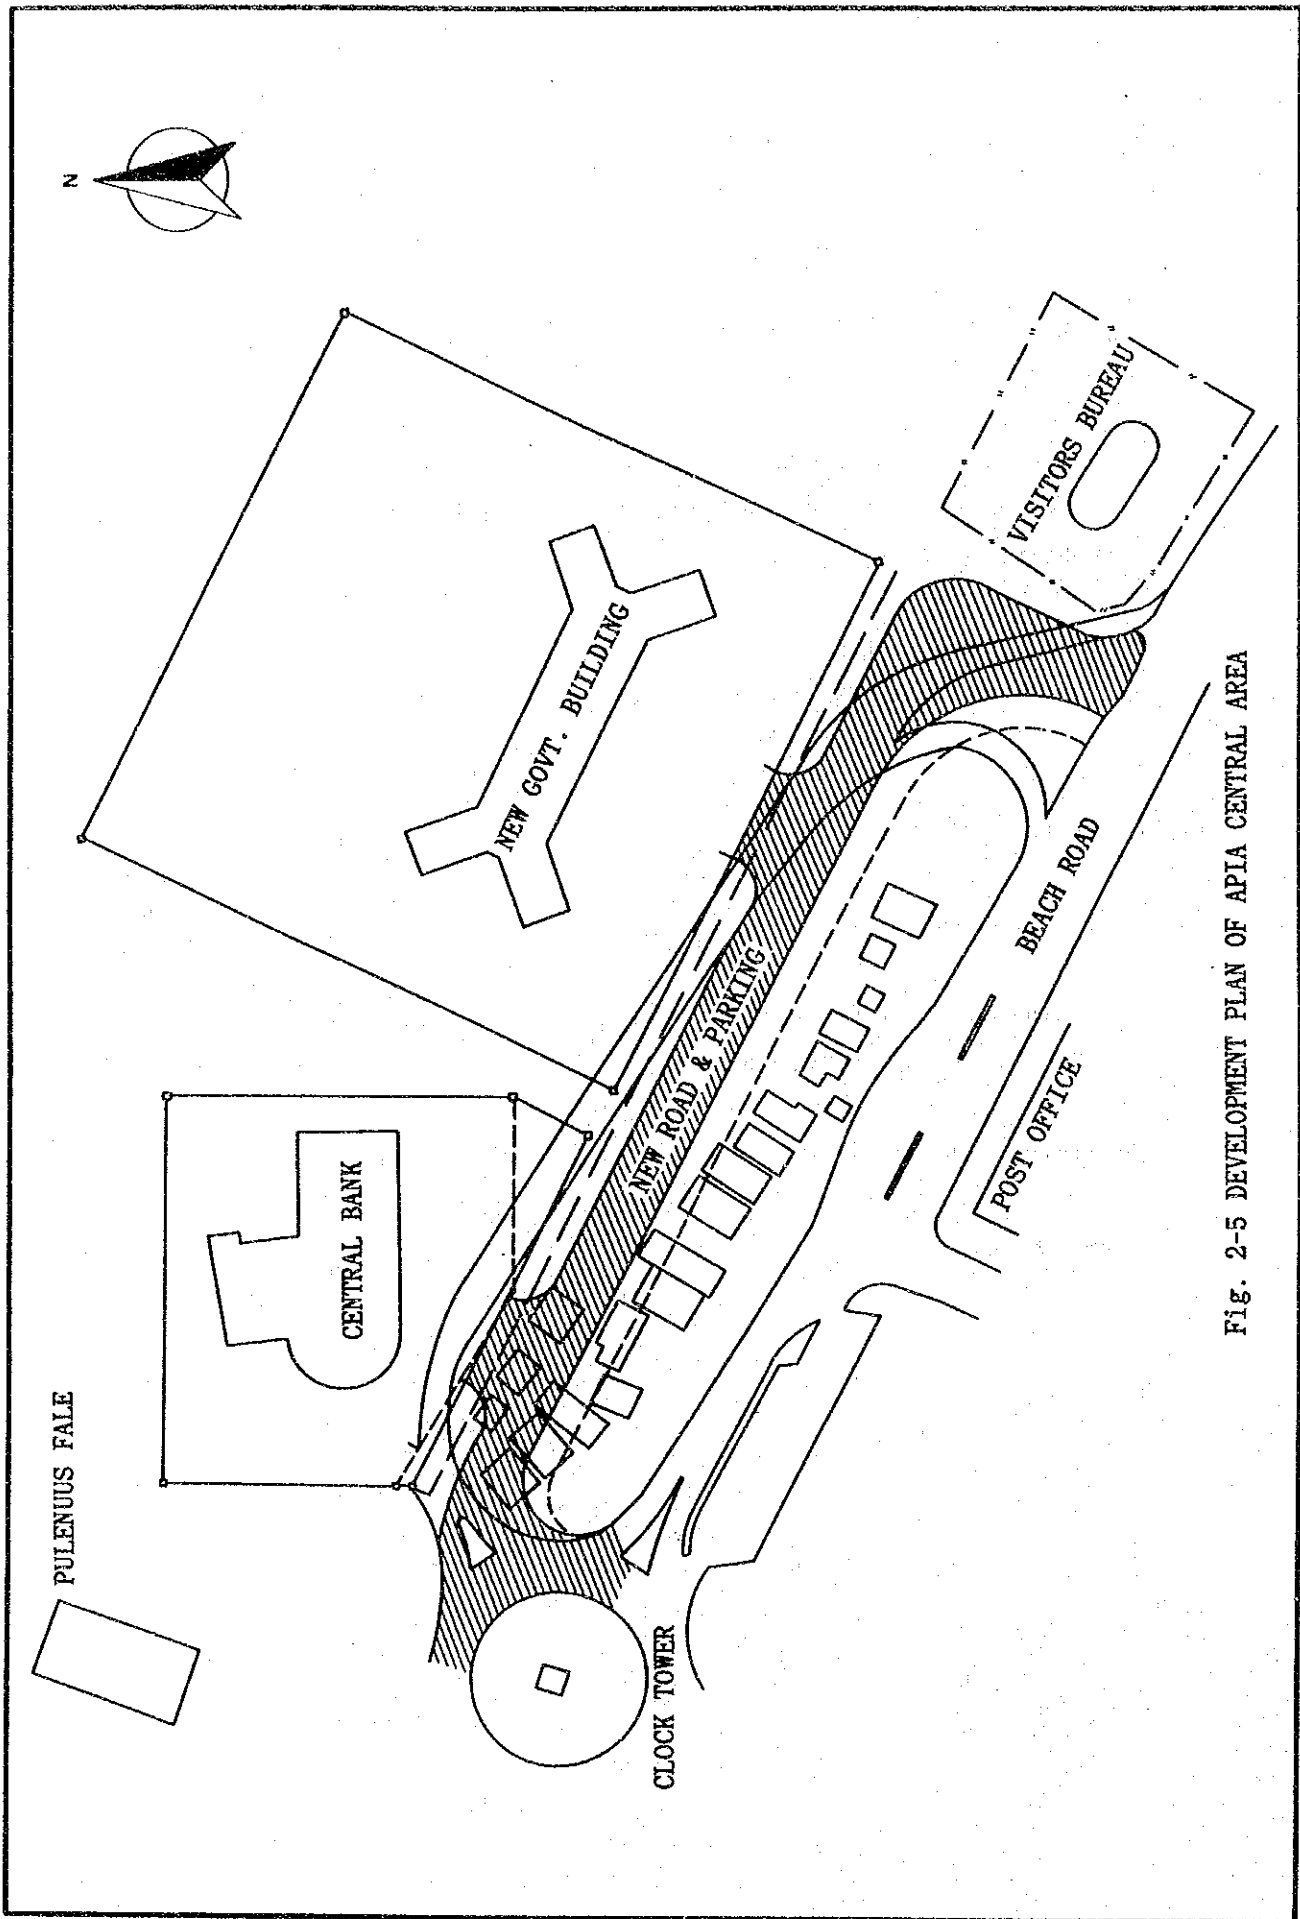 N
PULENUUS FALE
CENTRAL BANK
NEW GOVT. BUILDING
NEW ROAD & PARKING
VISITORS BUREAU
CLOCK TOWER
BEACH ROAD
POST OFFICE
Fig. 2-5 DEVELOPMENT PLAN OF APIA CENTRAL AREA